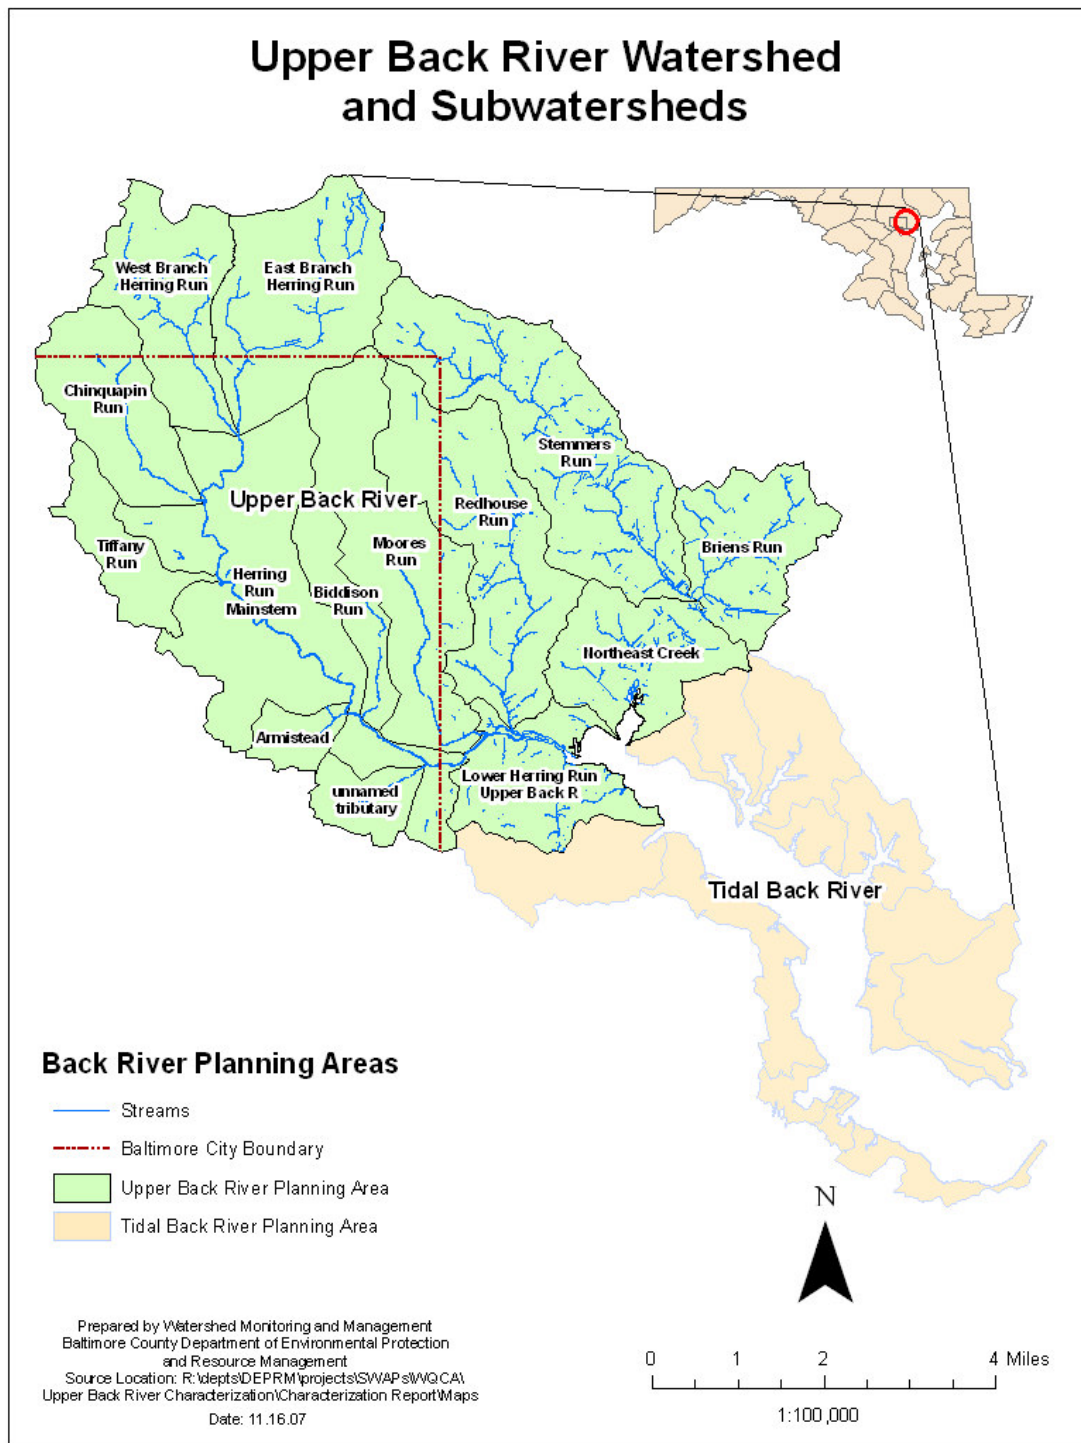 Upper Back River Watershed
and Subwatersheds
West Branch
Herring Run
East Branch
Herring Run
Chinquapin
Run
Stemmers
Run
Upper Back River
Redhouse
Run
Moores
Run
Briens Run
Tiffany
Run
Herring
Run
Mainstem
Biddison
Run
Northeast Creek
Armistead
Lower Herring Run
Upper Back R
unnamed
tributary
Tidal Back River
Back River Planning Areas
Streams
Baltimore City Boundary
Upper Back River Planning Area
Tidal Back River Planning Area
N
Prepared by Watershed Monitoring and Management
Baltimore County Department of Environmental Protection
and Resource Management
Source Location: R:\depts\DEPRM\projects\SWAPs\WQCA\
Upper Back River Characterization\Characterization Report\Maps
Date: 11.16.07
0 1 2 4 Miles
1:100,000